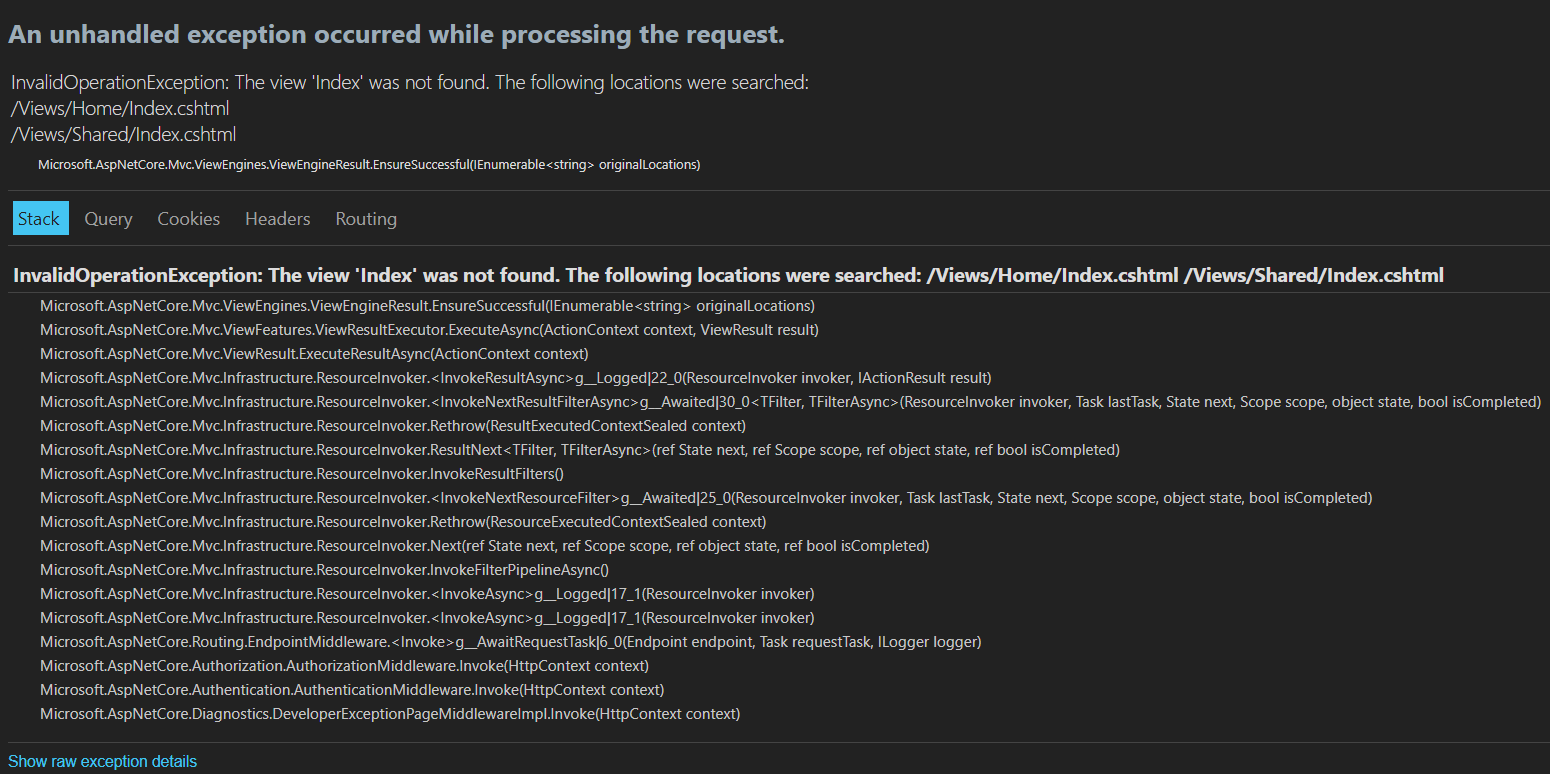 An unhandled exception occurred while processing the request.
InvalidOperationException: The view 'Index' was not found. The following locations were searched:
/Views/Home/Index.cshtml
/Views/Shared/Index.cshtml
Microsoft.AspNetCore.Mvc.ViewEngines.ViewEngineResult.EnsureSuccessful(IEnumerable<string> originalLocations)
Stack Query Cookies Headers Routing
InvalidOperationException: The view 'Index' was not found. The following locations were searched: /Views/Home/Index.cshtml /Views/Shared/Index.cshtml
Microsoft.AspNetCore.Mvc.ViewEngines.ViewEngineResult.EnsureSuccessful(IEnumerable<string> originalLocations)
Microsoft.AspNetCore.Mvc.ViewFeatures.ViewResultExecutor.ExecuteAsync(ActionContext context, ViewResult result)
Microsoft.AspNetCore.Mvc.ViewResult.ExecuteResultAsync(ActionContext context)
Microsoft.AspNetCore.Mvc.Infrastructure.ResourceInvoker.<InvokeResultAsync>g__Logged|22_0(ResourceInvoker invoker, IActionResult result)
Microsoft.AspNetCore.Mvc.Infrastructure.ResourceInvoker.<InvokeNextResultFilterAsync>g__Awaited|30_0<TFilter, TFilterAsync>(ResourceInvoker invoker, Task lastTask, State next, Scope scope, object state, bool isCompleted)
Microsoft.AspNetCore.Mvc.Infrastructure.ResourceInvoker.Rethrow(ResultExecutedContextSealed context)
Microsoft.AspNetCore.Mvc.Infrastructure.ResourceInvoker.ResultNext<TFilter, TFilterAsync>(ref State next, ref Scope scope, ref object state, ref bool isCompleted)
Microsoft.AspNetCore.Mvc.Infrastructure.ResourceInvoker.InvokeResultFilters()
Microsoft.AspNetCore.Mvc.Infrastructure.ResourceInvoker.<InvokeNextResourceFilter>g__Awaited|25_0(ResourceInvoker invoker, Task lastTask, State next, Scope scope, object state, bool isCompleted)
Microsoft.AspNetCore.Mvc.Infrastructure.ResourceInvoker.Rethrow(ResourceExecutedContextSealed context)
Microsoft.AspNetCore.Mvc.Infrastructure.ResourceInvoker.Next(ref State next, ref Scope scope, ref object state, ref bool isCompleted)
Microsoft.AspNetCore.Mvc.Infrastructure.ResourceInvoker.InvokeFilterPipelineAsync()
Microsoft.AspNetCore.Mvc.Infrastructure.ResourceInvoker.<InvokeAsync>g__Logged|17_1(ResourceInvoker invoker)
Microsoft.AspNetCore.Mvc.Infrastructure.ResourceInvoker.<InvokeAsync>g__Logged|17_1(ResourceInvoker invoker)
Microsoft.AspNetCore.Routing.EndpointMiddleware.<Invoke>g__AwaitRequestTask|6_0(Endpoint endpoint, Task requestTask, ILogger logger)
Microsoft.AspNetCore.Authorization.AuthorizationMiddleware.Invoke(HttpContext context)
Microsoft.AspNetCore.Authentication.AuthenticationMiddleware.Invoke(HttpContext context)
Microsoft.AspNetCore.Diagnostics.DeveloperExceptionPageMiddlewareImpl.Invoke(HttpContext context)
Show raw exception details